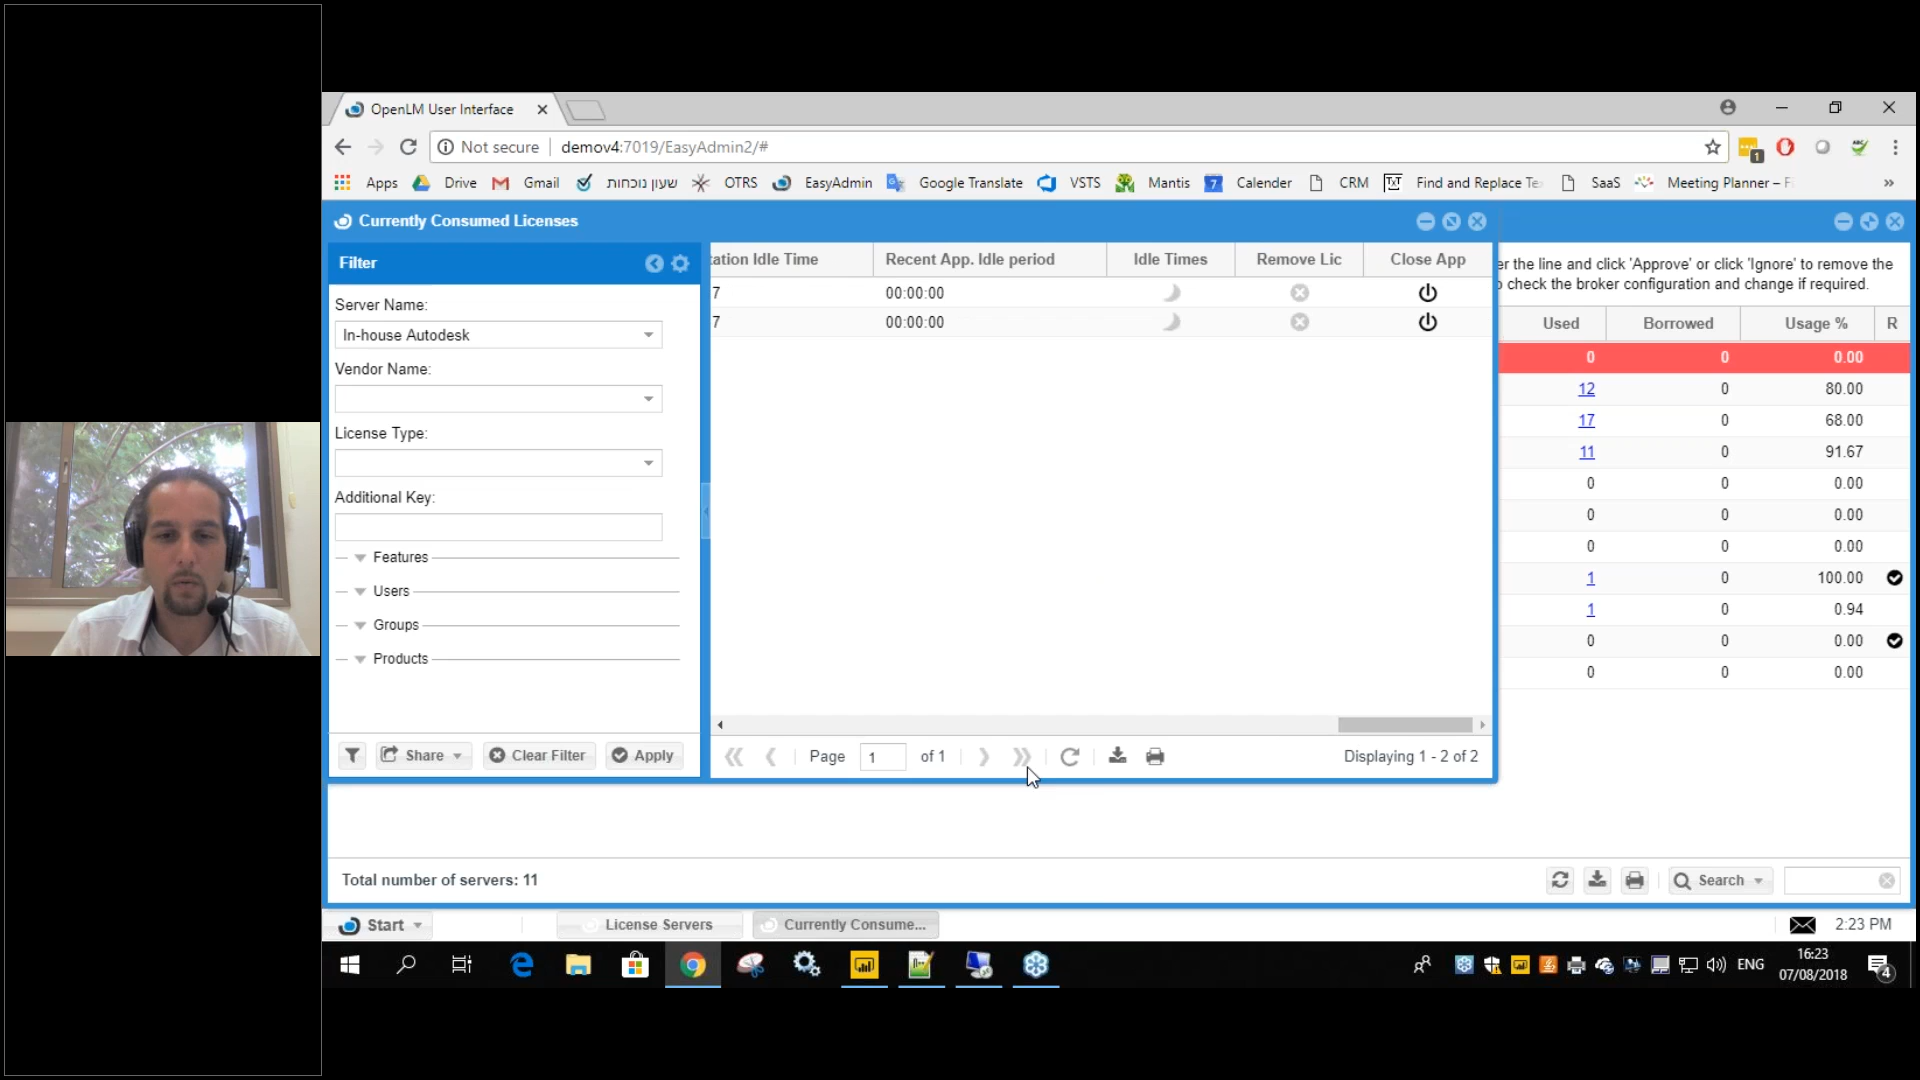 OpenLM User Interface
Not secure demov4:7019/EasyAdmin2/#
Apps Drive Gmail שעון נוכחות OTRS EasyAdmin Google Translate VSTS Mantis 7 Calender CRM Find and Replace Te SaaS Meeting Planner – F
1
Currently Consumed Licenses
Filter
Server Name:
In-house Autodesk
Vendor Name:
License Type:
Additional Key:
Features
Users
Groups
Products
Share Clear Filter Apply
ation Idle Time Recent App. Idle period Idle Times Remove Lic Close App
7 00:00:00
7 00:00:00
Page 1 of 1 Displaying 1 - 2 of 2
er the line and click 'Approve' or click 'Ignore' to remove the
o check the broker configuration and change if required.
Used Borrowed Usage % R
0 0 0.00
12 0 80.00
17 0 68.00
11 0 91.67
0 0 0.00
0 0 0.00
0 0 0.00
1 0 100.00
1 0 0.94
0 0 0.00
0 0 0.00
Total number of servers: 11
Search
Start License Servers Currently Consume... 2:23 PM
ENG 16:23
07/08/2018
4